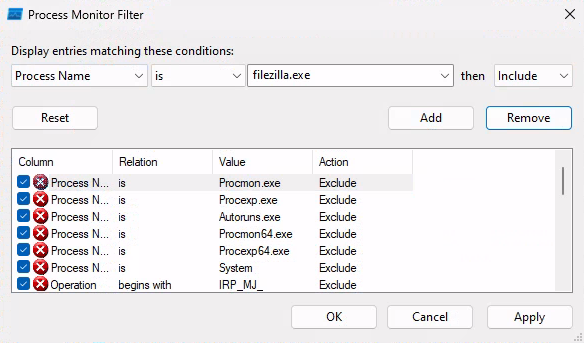 Process Monitor Filter
Display entries matching these conditions:
Process Name is filezilla.exe then Include
Reset Add Remove
Column Relation Value Action
Process N... is Procmon.exe Exclude
Process N... is Procexp.exe Exclude
Process N... is Autoruns.exe Exclude
Process N... is Procmon64.exe Exclude
Process N... is Procexp64.exe Exclude
Process N... is System Exclude
Operation begins with IRP_MJ_ Exclude
OK Cancel Apply